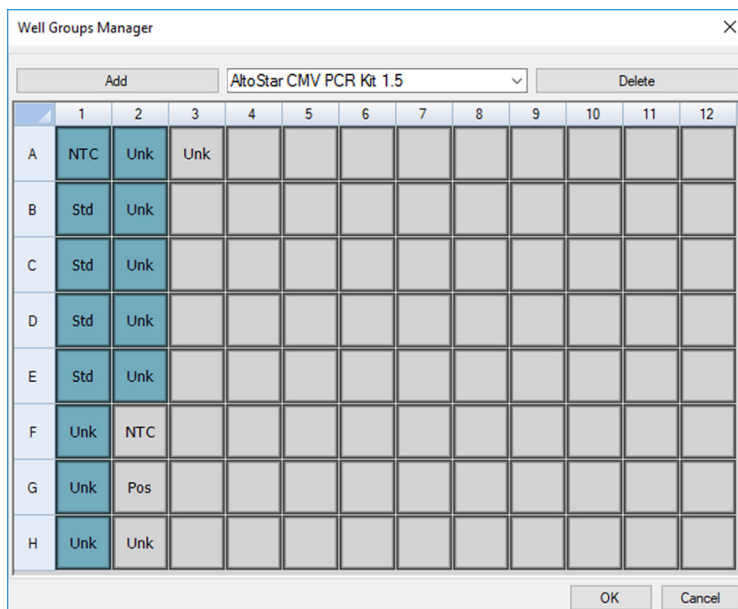 Well Groups Manager
Add AltoStar CMV PCR Kit 1.5 Delete
1 2 3 4 5 6 7 8 9 10 11 12
A NTC Unk Unk
B Std Unk
C Std Unk
D Std Unk
E Std Unk
F Unk NTC
G Unk Pos
H Unk Unk
OK Cancel